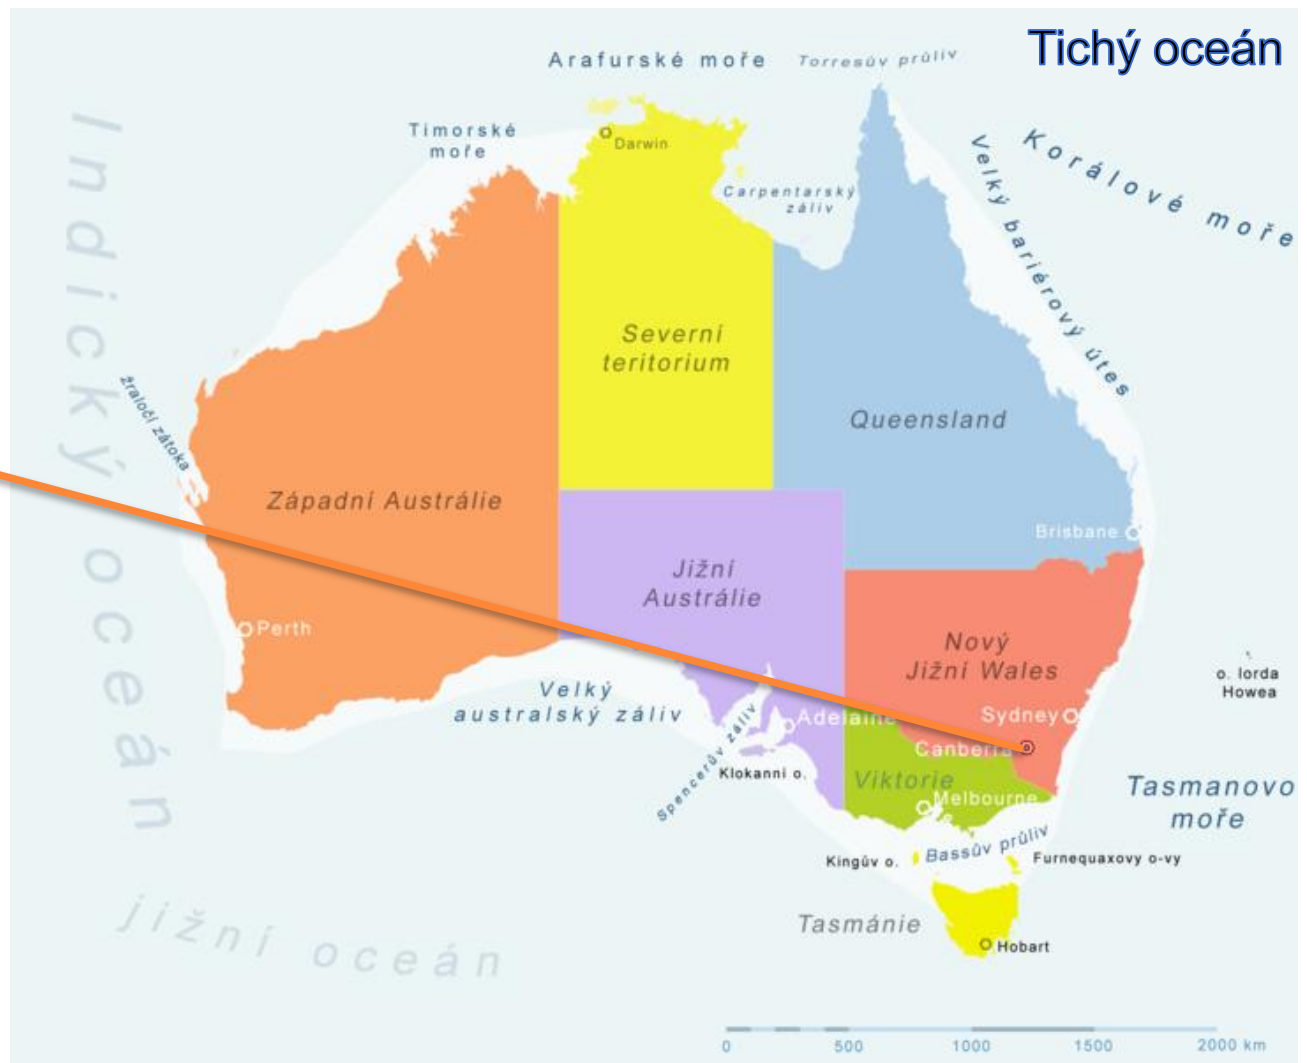 Tichý oceán
Arafurské moře
Torresův průliv
Timorské
moře
Darwin
Korálové moře
Velký bariérový útes
Carpentarský
záliv
Indický oceán
Severní
teritorium
žraločí zátoka
Queensland
Západní Austrálie
Brisbane
Jižní
Austrálie
Perth
Nový
Jižní Wales
o. lorda
Howea
Velký
australský záliv
Sydney
Adelaine
Spencerův záliv
Canberra
Klokanní o.
Viktorie
Melbourne
Tasmanovo
moře
Bassův průliv
Kingův o.
Furnequaxovy o-vy
Tasmánie
Hobart
jižní oceán
0 500 1000 1500 2000 km